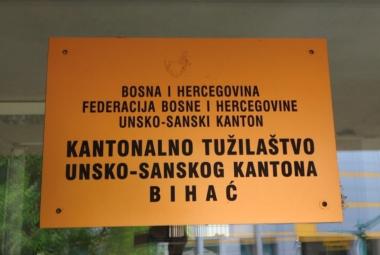 BOSNA I HERCEGOVINA
FEDERACIJA BOSNE I HERCEGOVINE
UNSKO-SANSKI KANTON
KANTONALNO TUŽILAŠTVO
UNSKO-SANSKOG KANTONA
BIHAĆ